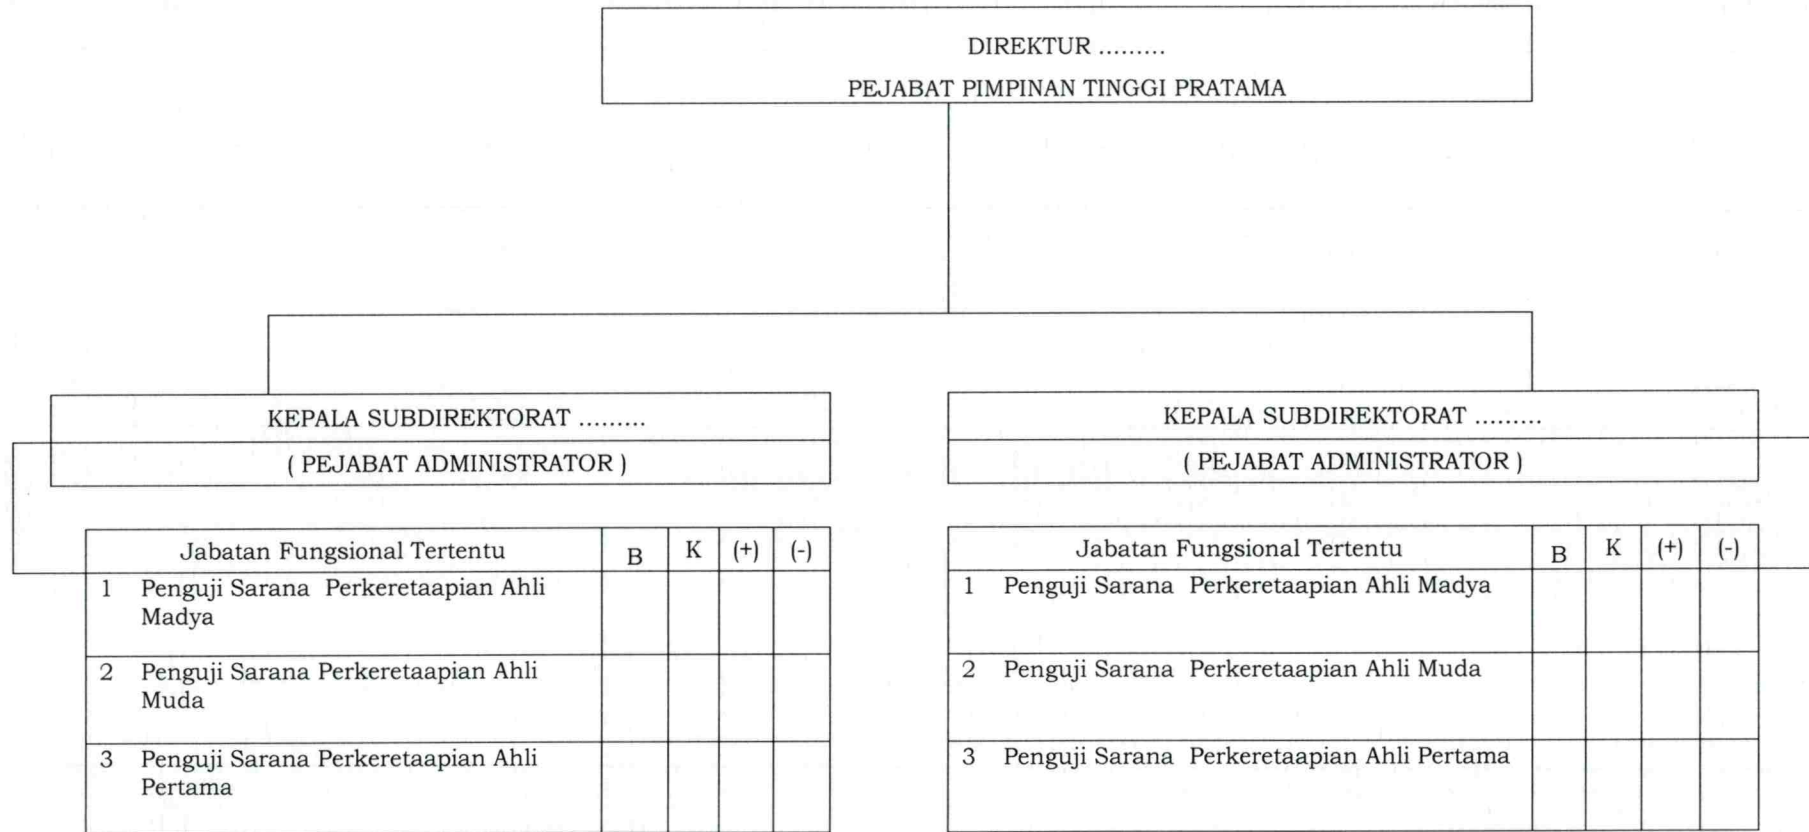 DIREKTUR .........
PEJABAT PIMPINAN TINGGI PRATAMA
KEPALA SUBDIREKTORAT .........
( PEJABAT ADMINISTRATOR )
Jabatan Fungsional Tertentu B K (+) (-)
1 Penguji Sarana Perkeretaapian Ahli
Madya
2 Penguji Sarana Perkeretaapian Ahli
Muda
3 Penguji Sarana Perkeretaapian Ahli
Pertama
KEPALA SUBDIREKTORAT .........
( PEJABAT ADMINISTRATOR )
Jabatan Fungsional Tertentu B K (+) (-)
1 Penguji Sarana Perkeretaapian Ahli Madya
2 Penguji Sarana Perkeretaapian Ahli Muda
3 Penguji Sarana Perkeretaapian Ahli Pertama